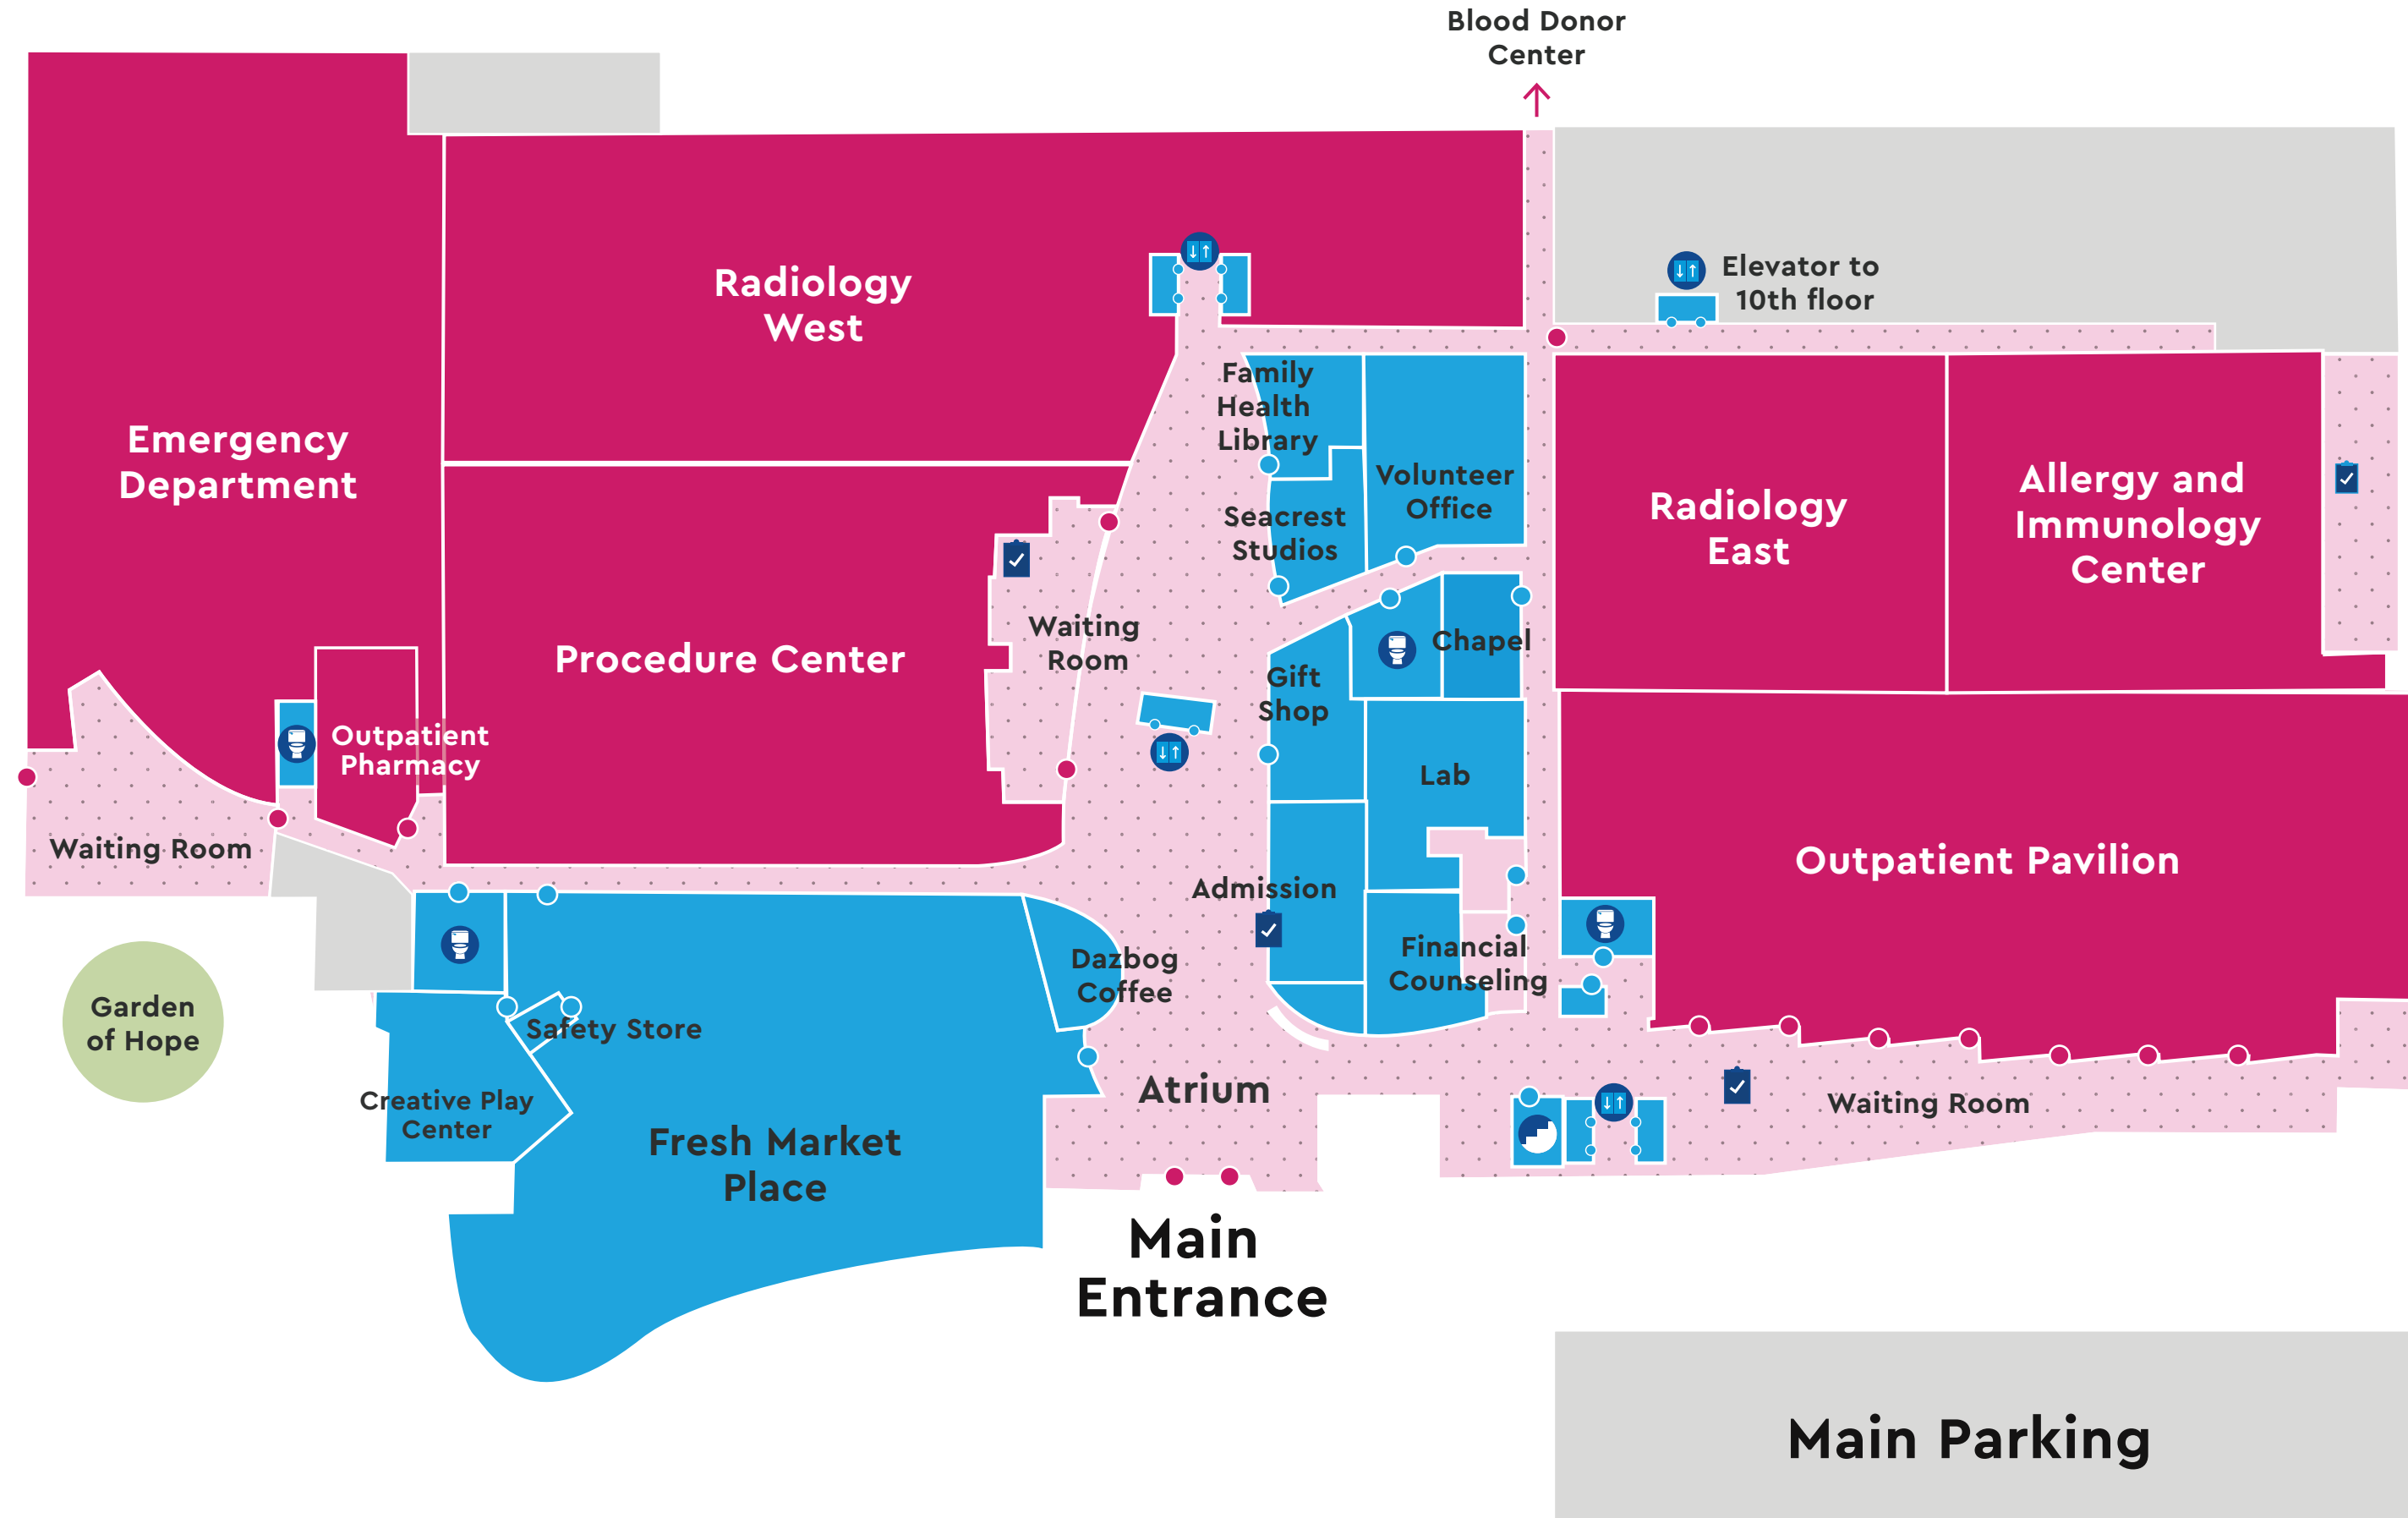 Blood Donor
Center
Elevator to
10th floor
Radiology
West
Family
Health
Library
Emergency
Department
Volunteer
Office
Seacrest
Studios
Radiology
East
Allergy and
Immunology
Center
Procedure Center
Waiting
Room
Chapel
Gift
Shop
Outpatient
Pharmacy
Lab
Waiting Room
Outpatient Pavilion
Admission
Dazbog
Coffee
Financial
Counseling
Garden
of Hope
Safety Store
Creative Play
Center
Atrium
Waiting Room
Fresh Market
Place
Main
Entrance
Main Parking